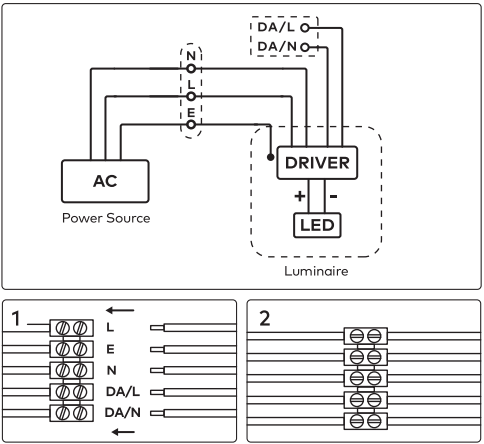 DA/L
DA/N
N
L
E
AC
Power Source
DRIVER
+ -
LED
Luminaire
1
L
E
N
DA/L
DA/N
2